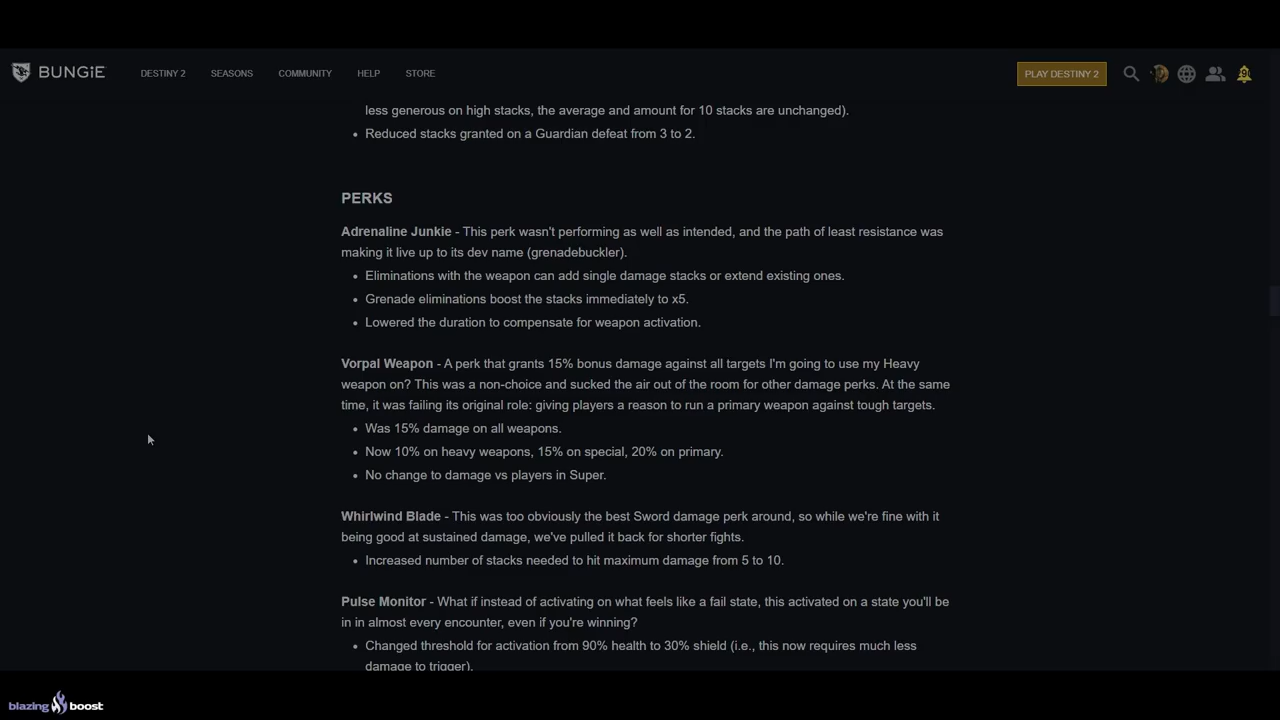 BUNGiE
DESTINY 2
SEASONS
COMMUNITY
HELP
STORE
PLAY DESTINY 2
9
less generous on high stacks, the average and amount for 10 stacks are unchanged).
• Reduced stacks granted on a Guardian defeat from 3 to 2.
PERKS
Adrenaline Junkie - This perk wasn't performing as well as intended, and the path of least resistance was
making it live up to its dev name (grenadebuckler).
• Eliminations with the weapon can add single damage stacks or extend existing ones.
• Grenade eliminations boost the stacks immediately to x5.
• Lowered the duration to compensate for weapon activation.
Vorpal Weapon - A perk that grants 15% bonus damage against all targets I'm going to use my Heavy
weapon on? This was a non-choice and sucked the air out of the room for other damage perks. At the same
time, it was failing its original role: giving players a reason to run a primary weapon against tough targets.
• Was 15% damage on all weapons.
• Now 10% on heavy weapons, 15% on special, 20% on primary.
• No change to damage vs players in Super.
Whirlwind Blade - This was too obviously the best Sword damage perk around, so while we're fine with it
being good at sustained damage, we've pulled it back for shorter fights.
• Increased number of stacks needed to hit maximum damage from 5 to 10.
Pulse Monitor - What if instead of activating on what feels like a fail state, this activated on a state you'll be
in in almost every encounter, even if you're winning?
• Changed threshold for activation from 90% health to 30% shield (i.e., this now requires much less
damage to trigger).
blazing boost